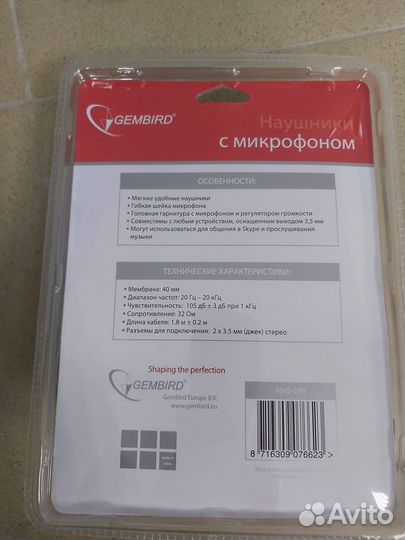 GEMBIRD®
Наушники
с микрофоном
ОСОБЕННОСТИ:
• Мягкие удобные наушники
• Гибкая шейка микрофона
• Головная гарнитура с микрофоном и регулятором громкости
• Совместимы с любым устройством, оснащенным выходом 3,5 мм
• Могут использоваться для общения в Skype и прослушивания
музыки
ТЕХНИЧЕСКИЕ ХАРАКТЕРИСТИКИ:
• Мембрана: 40 мм
• Диапазон частот: 20 Гц – 20 кГц
• Чувствительность: 105 дБ ± 3 дБ при 1 кГц
• Сопротивление: 32 Ом
• Длина кабеля: 1.8 м ± 0.2 м
• Разъемы для подключения: 2 x 3.5 мм (джек) стерео
Shaping the perfection
GEMBIRD®
Gembird Europe B.V.
www.gembird.eu
8 716309 076623 >
Avito